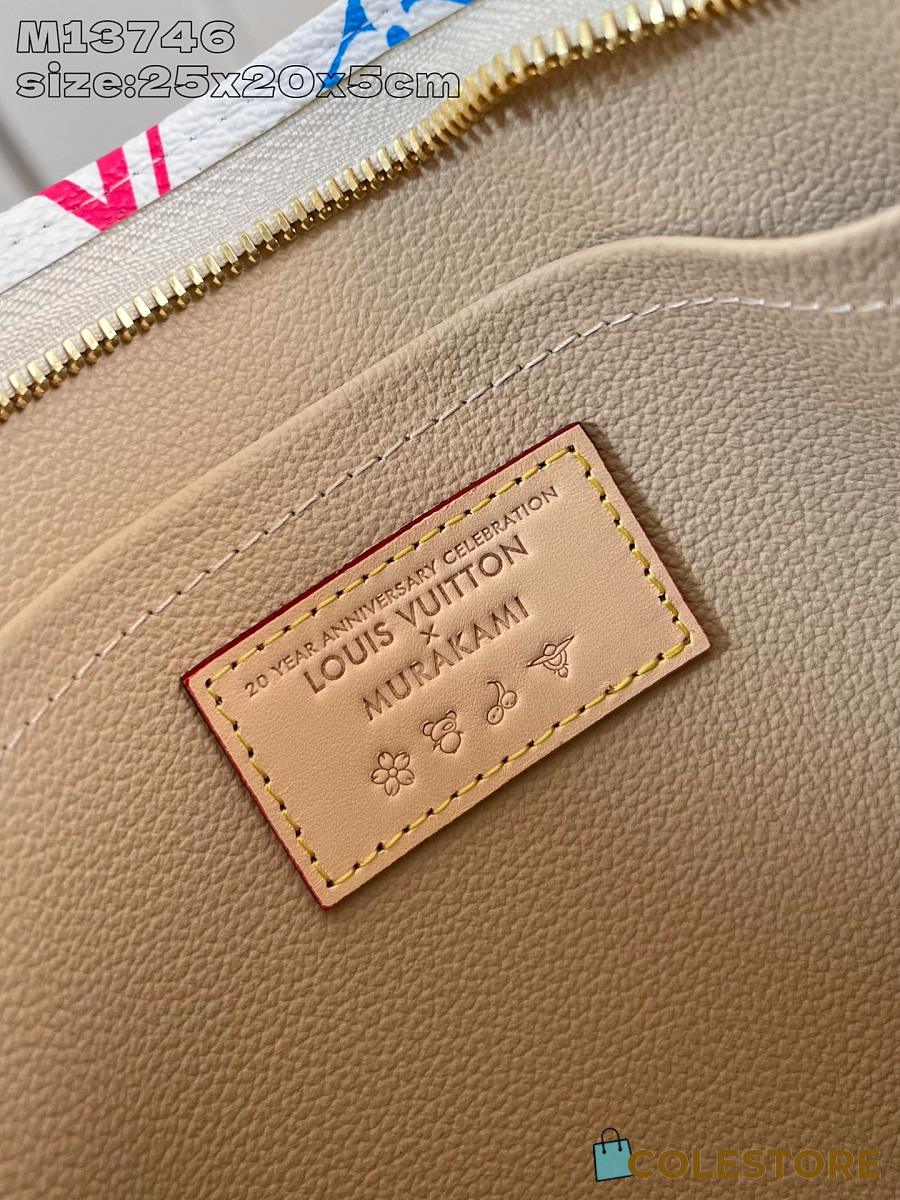 M13746
size:25x20x5cm
20 YEAR ANNIVERSARY CELEBRATION
LOUIS VUITTON
×
MURAKAMI
COLESTORE